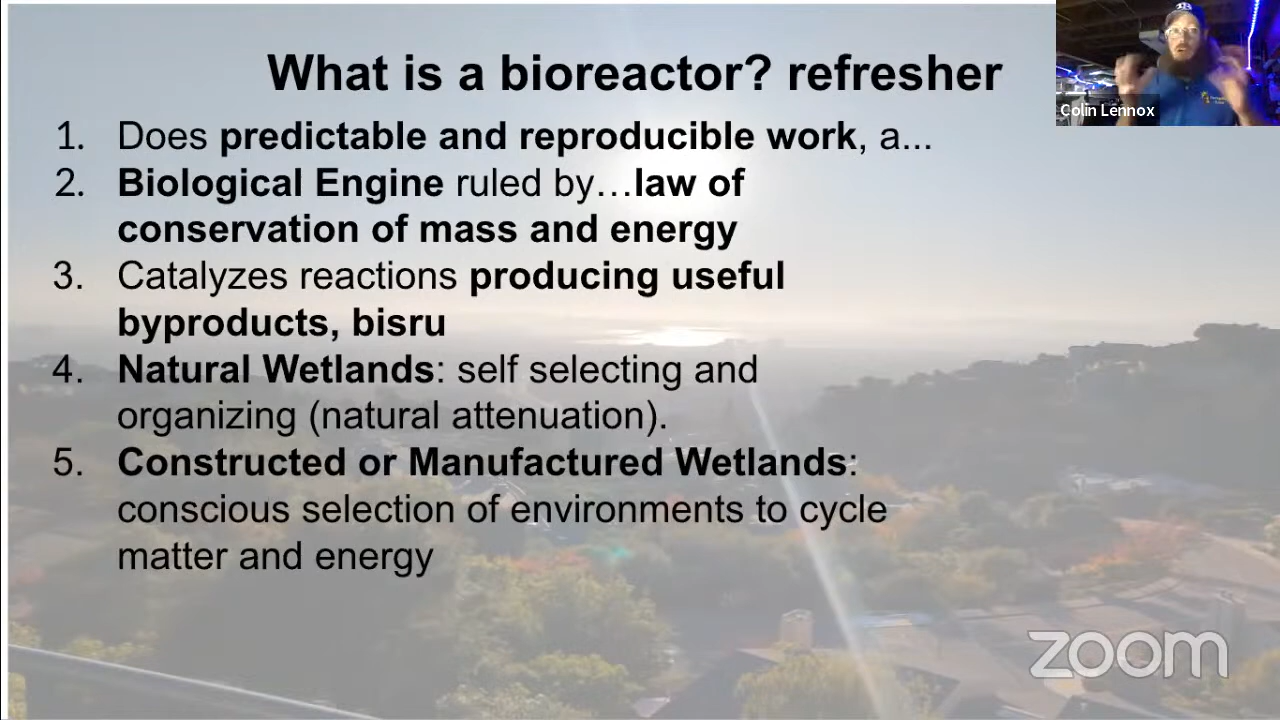 What is a bioreactor? refresher
Colin Lennox
1. Does predictable and reproducible work, a...
2. Biological Engine ruled by…law of
conservation of mass and energy
3. Catalyzes reactions producing useful
byproducts, bisru
4. Natural Wetlands: self selecting and
organizing (natural attenuation).
5. Constructed or Manufactured Wetlands:
conscious selection of environments to cycle
matter and energy
zoom